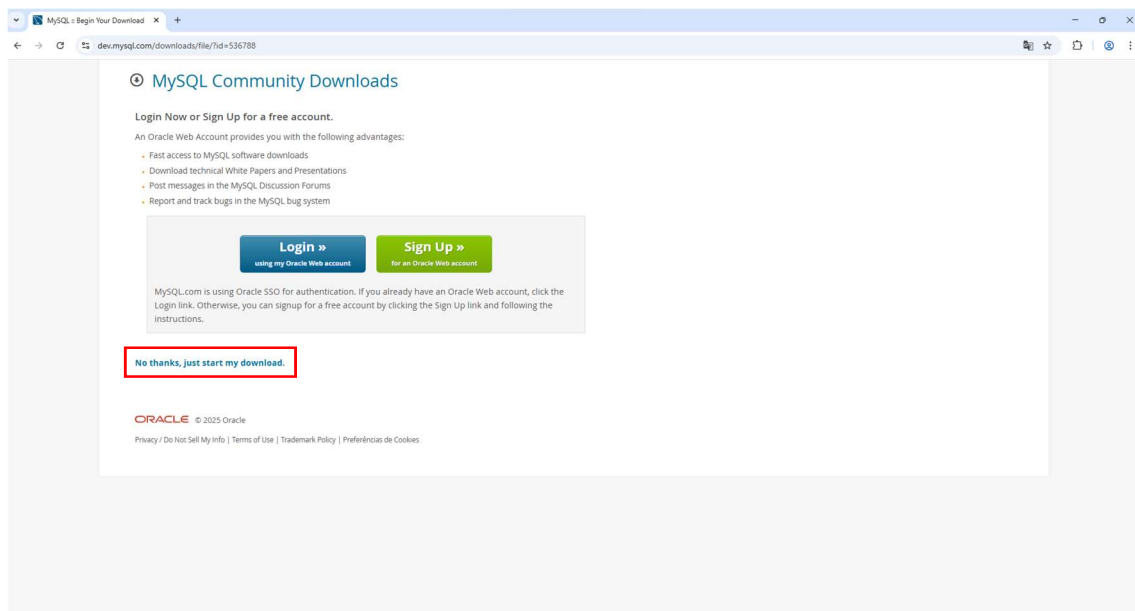 MySQL :: Begin Your Download
dev.mysql.com/downloads/file/?id=536788
MySQL Community Downloads
Login Now or Sign Up for a free account.
An Oracle Web Account provides you with the following advantages:
Fast access to MySQL software downloads
Download technical White Papers and Presentations
Post messages in the MySQL Discussion Forums
Report and track bugs in the MySQL bug system
Login » Sign Up »
using my Oracle Web account for an Oracle Web account
MySQL.com is using Oracle SSO for authentication. If you already have an Oracle Web account, click the
Login link. Otherwise, you can signup for a free account by clicking the Sign Up link and following the
instructions.
No thanks, just start my download.
ORACLE © 2025 Oracle
Privacy / Do Not Sell My Info | Terms of Use | Trademark Policy | Preferências de Cookies